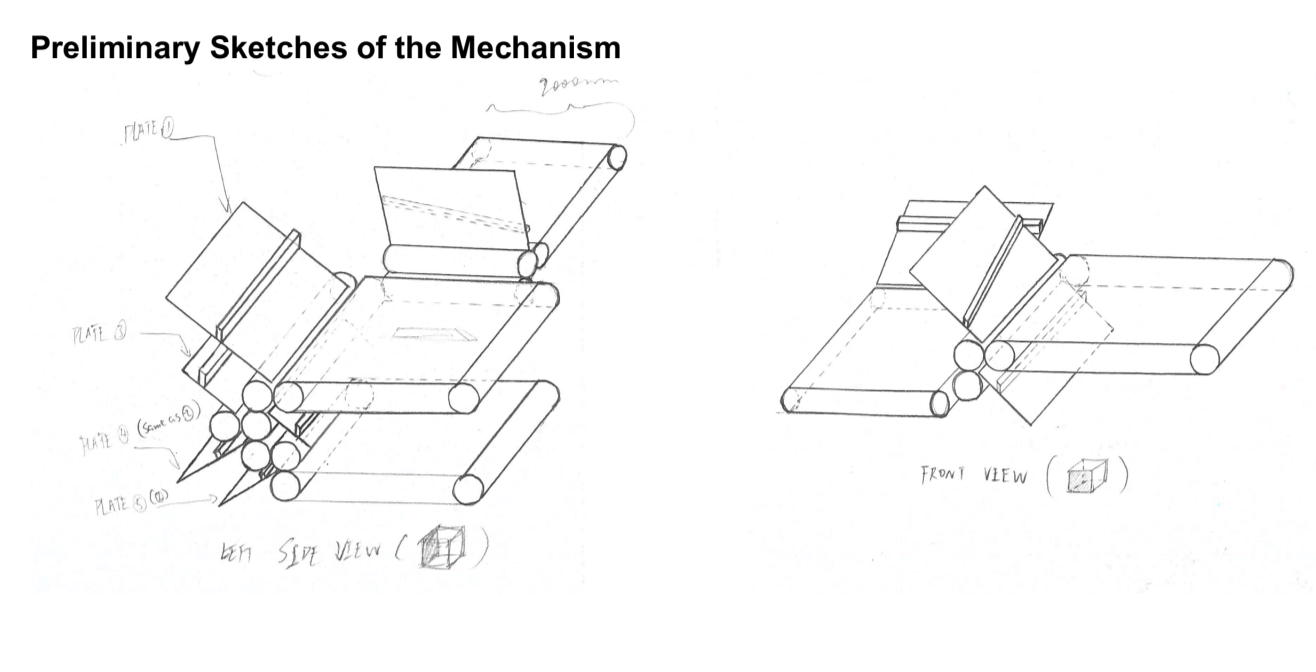 Preliminary Sketches of the Mechanism
2000mm
PLATE ①
PLATE ③
PLATE ④ (Same as ①)
PLATE ⑤ (②)
LEFT SIDE VIEW ( )
FRONT VIEW ( )